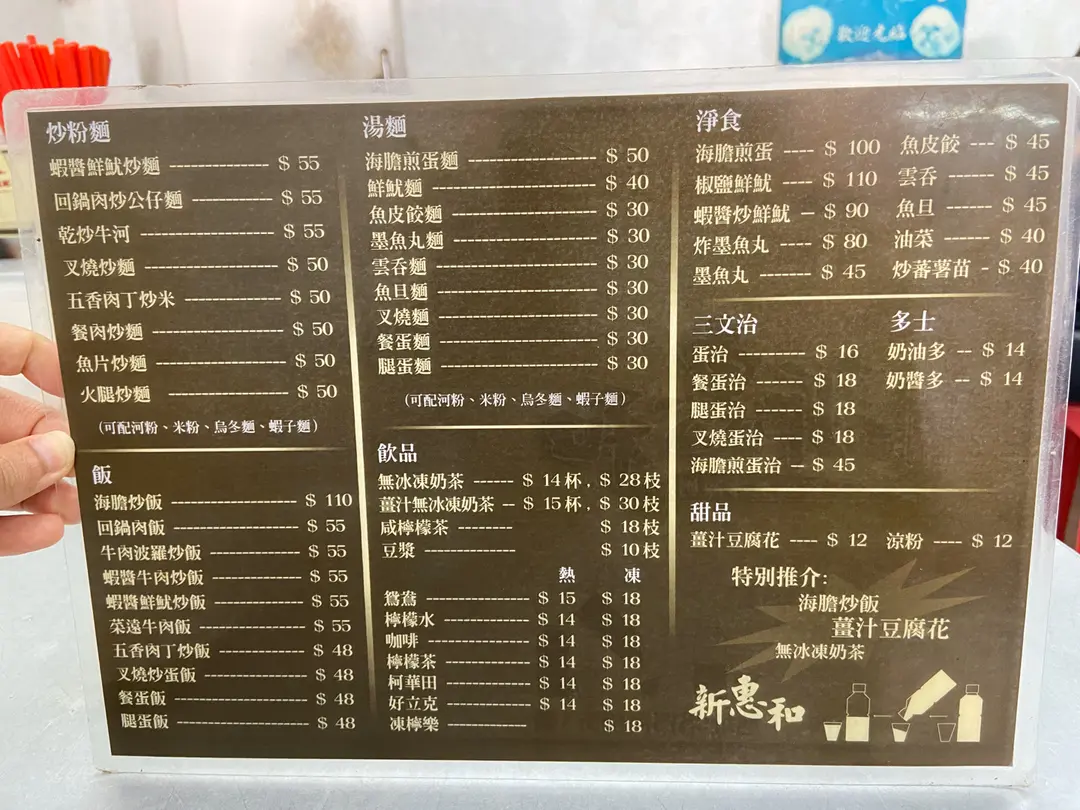 歡迎光臨
炒粉麵
蝦醬鮮魷炒麵 ---- $ 55
回鍋肉炒公仔麵 ---- $ 55
乾炒牛河 ---- $ 55
叉燒炒麵 ---- $ 50
五香肉丁炒米 ---- $ 50
餐肉炒麵 ---- $ 50
魚片炒麵 ---- $ 50
火腿炒麵 ---- $ 50
(可配河粉、米粉、烏冬麵、蝦子麵)
飯
海膽炒飯 ---- $ 110
回鍋肉飯 ---- $ 55
牛肉波羅炒飯 ---- $ 55
蝦醬牛肉炒飯 ---- $ 55
蝦醬鮮魷炒飯 ---- $ 55
菜遠牛肉飯 ---- $ 55
五香肉丁炒飯 ---- $ 48
叉燒炒蛋飯 ---- $ 48
餐蛋飯 ---- $ 48
腿蛋飯 ---- $ 48
湯麵
海膽煎蛋麵 ---- $ 50
鮮魷麵 ---- $ 40
魚皮餃麵 ---- $ 30
墨魚丸麵 ---- $ 30
雲吞麵 ---- $ 30
魚旦麵 ---- $ 30
叉燒麵 ---- $ 30
餐蛋麵 ---- $ 30
腿蛋麵 ---- $ 30
(可配河粉、米粉、烏冬麵、蝦子麵)
飲品
無冰凍奶茶 ---- $ 14杯 , $ 28枝
薑汁無冰凍奶茶 -- $ 15杯 , $ 30枝
咸檸檬茶 ---- $ 18枝
豆漿 ---- $ 10枝
熱 凍
鴛鴦 ---- $ 15 $ 18
檸檬水 ---- $ 14 $ 18
咖啡 ---- $ 14 $ 18
檸檬茶 ---- $ 14 $ 18
柯華田 ---- $ 14 $ 18
好立克 ---- $ 14 $ 18
凍檸樂 ---- $ 18
淨食
海膽煎蛋 ---- $ 100
椒鹽鮮魷 ---- $ 110
蝦醬炒鮮魷 -- $ 90
炸墨魚丸 ---- $ 80
墨魚丸 ---- $ 45
魚皮餃 --- $ 45
雲吞 ---- $ 45
魚旦 ---- $ 45
油菜 ---- $ 40
炒蕃薯苗 - $ 40
三文治
蛋治 ---- $ 16
餐蛋治 ---- $ 18
腿蛋治 ---- $ 18
叉燒蛋治 ---- $ 18
海膽煎蛋治 -- $ 45
多士
奶油多 -- $ 14
奶醬多 -- $ 14
甜品
薑汁豆腐花 ---- $ 12 涼粉 ---- $ 12
特別推介:
海膽炒飯
薑汁豆腐花
無冰凍奶茶
新惠和